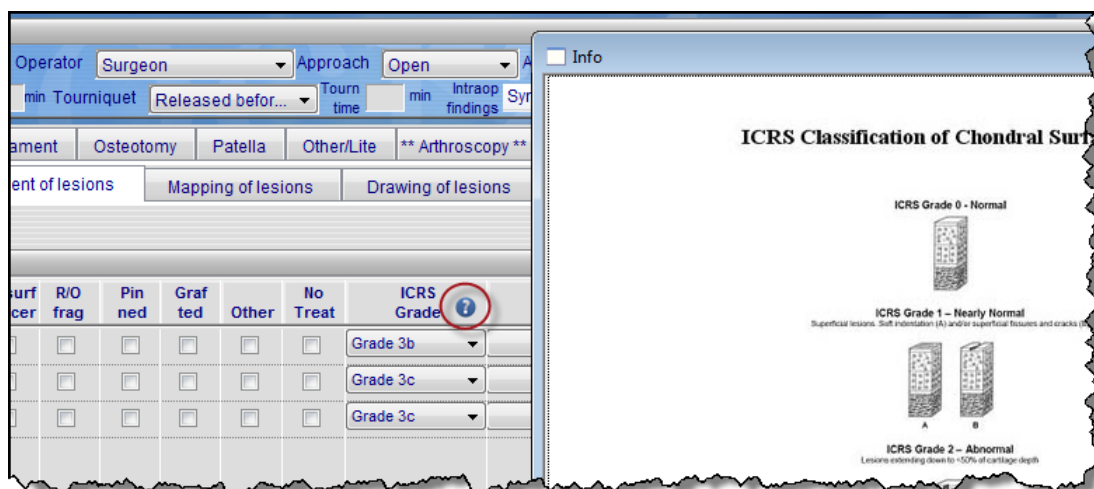 Operator Surgeon Approach Open A
min Tourniquet Released befor... Tourn time min Intraop findings Syn
ament Osteotomy Patella Other/Lite ** Arthroscopy **
ent of lesions Mapping of lesions Drawing of lesions
surf cer R/O frag Pin ned Graf ted Other No Treat ICRS Grade ?
Grade 3b
Grade 3c
Grade 3c
Info
ICRS Classification of Chondral Surf
ICRS Grade 0 - Normal
ICRS Grade 1 – Nearly Normal
Superficial lesions. Soft indentation (A) and/or superficial fissures and cracks (B
A B
ICRS Grade 2 – Abnormal
Lesions extending down to <50% of cartilage depth